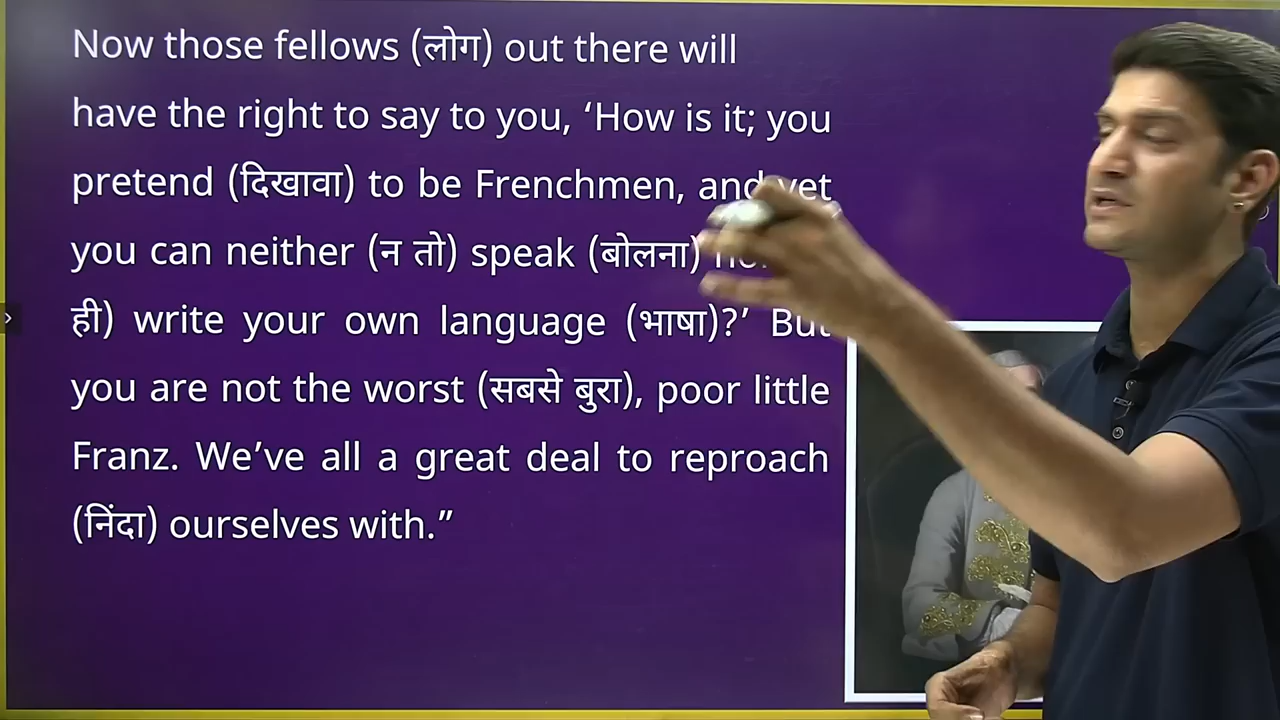 Now those fellows (लोग) out there will
have the right to say to you, ‘How is it; you
pretend (दिखावा) to be Frenchmen, and yet
you can neither (न तो) speak (बोलना)
ही) write your own language (भाषा)?’ But
you are not the worst (सबसे बुरा), poor little
Franz. We’ve all a great deal to reproach
(निंदा) ourselves with.”